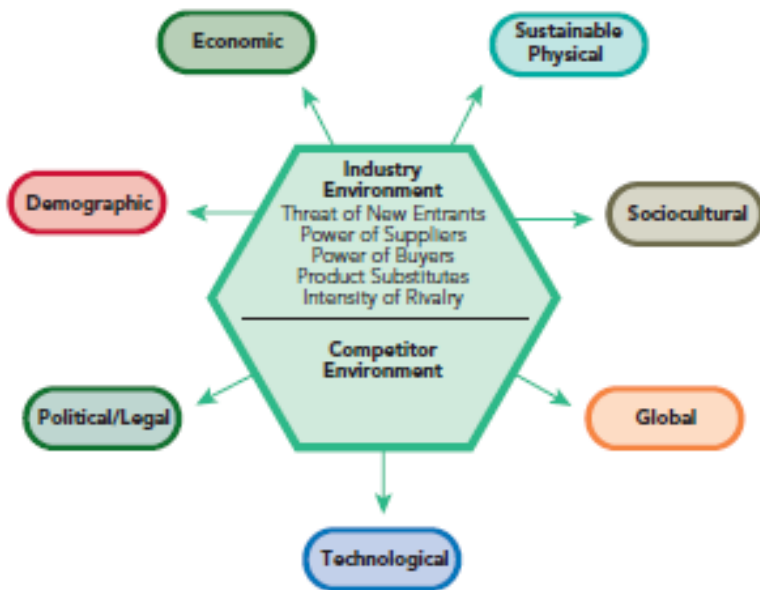 Economic
Sustainable
Physical
Demographic
Industry
Environment
Threat of New Entrants
Power of Suppliers
Power of Buyers
Product Substitutes
Intensity of Rivalry
Sociocultural
Competitor
Environment
Political/Legal
Global
Technological